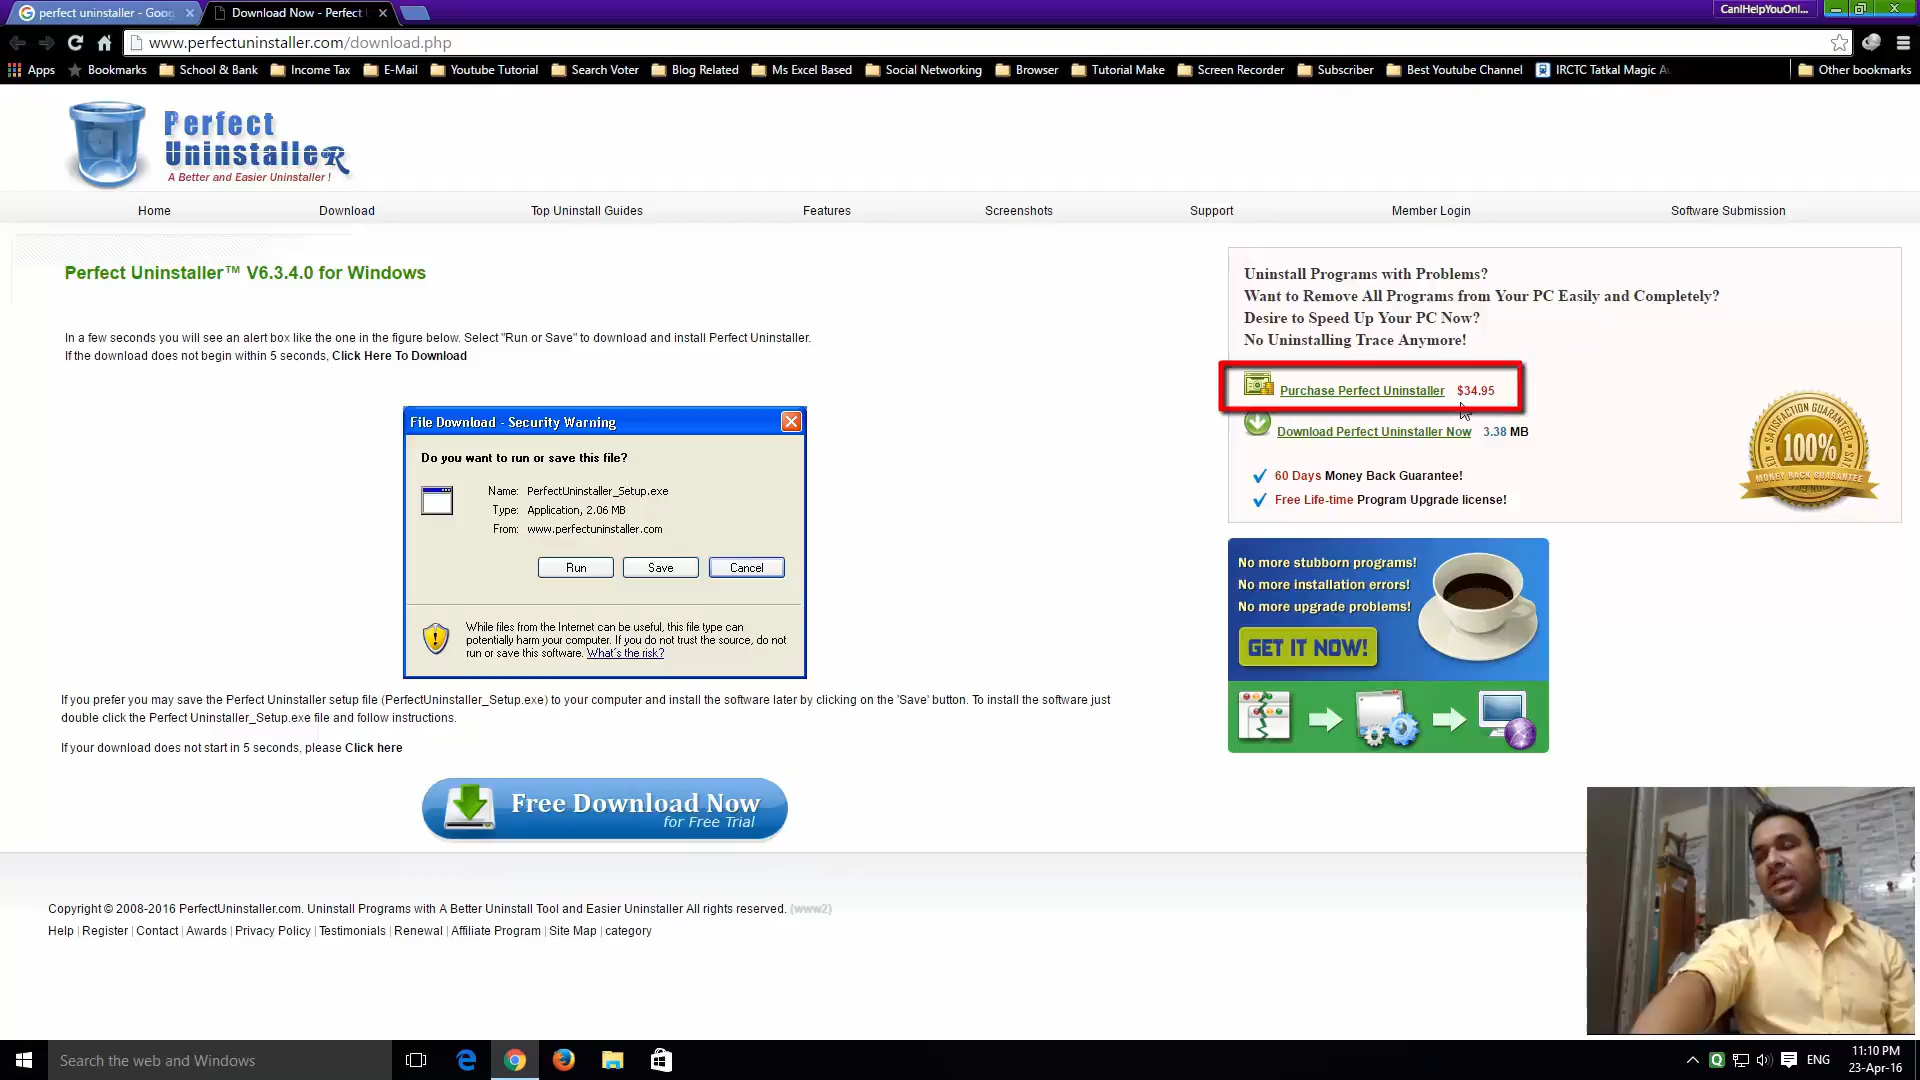 perfect uninstaller - Goog
Download Now - Perfect
CanIHelpYouOnl...
www.perfectuninstaller.com/download.php
Apps
Bookmarks
School & Bank
Income Tax
E-Mail
Youtube Tutorial
Search Voter
Blog Related
Ms Excel Based
Social Networking
Browser
Tutorial Make
Screen Recorder
Subscriber
Best Youtube Channel
IRCTC Tatkal Magic Au
Other bookmarks
Perfect
UninstalleR
A Better and Easier Uninstaller !
Home
Download
Top Uninstall Guides
Features
Screenshots
Support
Member Login
Software Submission
Perfect Uninstaller™ V6.3.4.0 for Windows
In a few seconds you will see an alert box like the one in the figure below. Select "Run or Save" to download and install Perfect Uninstaller.
If the download does not begin within 5 seconds, Click Here To Download
File Download - Security Warning
Do you want to run or save this file?
Name: PerfectUninstaller_Setup.exe
Type: Application, 2.06 MB
From: www.perfectuninstaller.com
Run
Save
Cancel
While files from the Internet can be useful, this file type can
potentially harm your computer. If you do not trust the source, do not
run or save this software. What's the risk?
If you prefer you may save the Perfect Uninstaller setup file (PerfectUninstaller_Setup.exe) to your computer and install the software later by clicking on the 'Save' button. To install the software just
double click the Perfect Uninstaller_Setup.exe file and follow instructions.
If your download does not start in 5 seconds, please Click here
Free Download Now
for Free Trial
Uninstall Programs with Problems?
Want to Remove All Programs from Your PC Easily and Completely?
Desire to Speed Up Your PC Now?
No Uninstalling Trace Anymore!
Purchase Perfect Uninstaller $34.95
Download Perfect Uninstaller Now 3.38 MB
60 Days Money Back Guarantee!
Free Life-time Program Upgrade license!
SATISFACTION GUARANTEED
100%
MONEY BACK GUARANTEE
No more stubborn programs!
No more installation errors!
No more upgrade problems!
GET IT NOW!
Copyright © 2008-2016 PerfectUninstaller.com. Uninstall Programs with A Better Uninstall Tool and Easier Uninstaller All rights reserved. (www2)
Help | Register | Contact | Awards | Privacy Policy | Testimonials | Renewal | Affiliate Program | Site Map | category
Search the web and Windows
ENG
11:10 PM
23-Apr-16